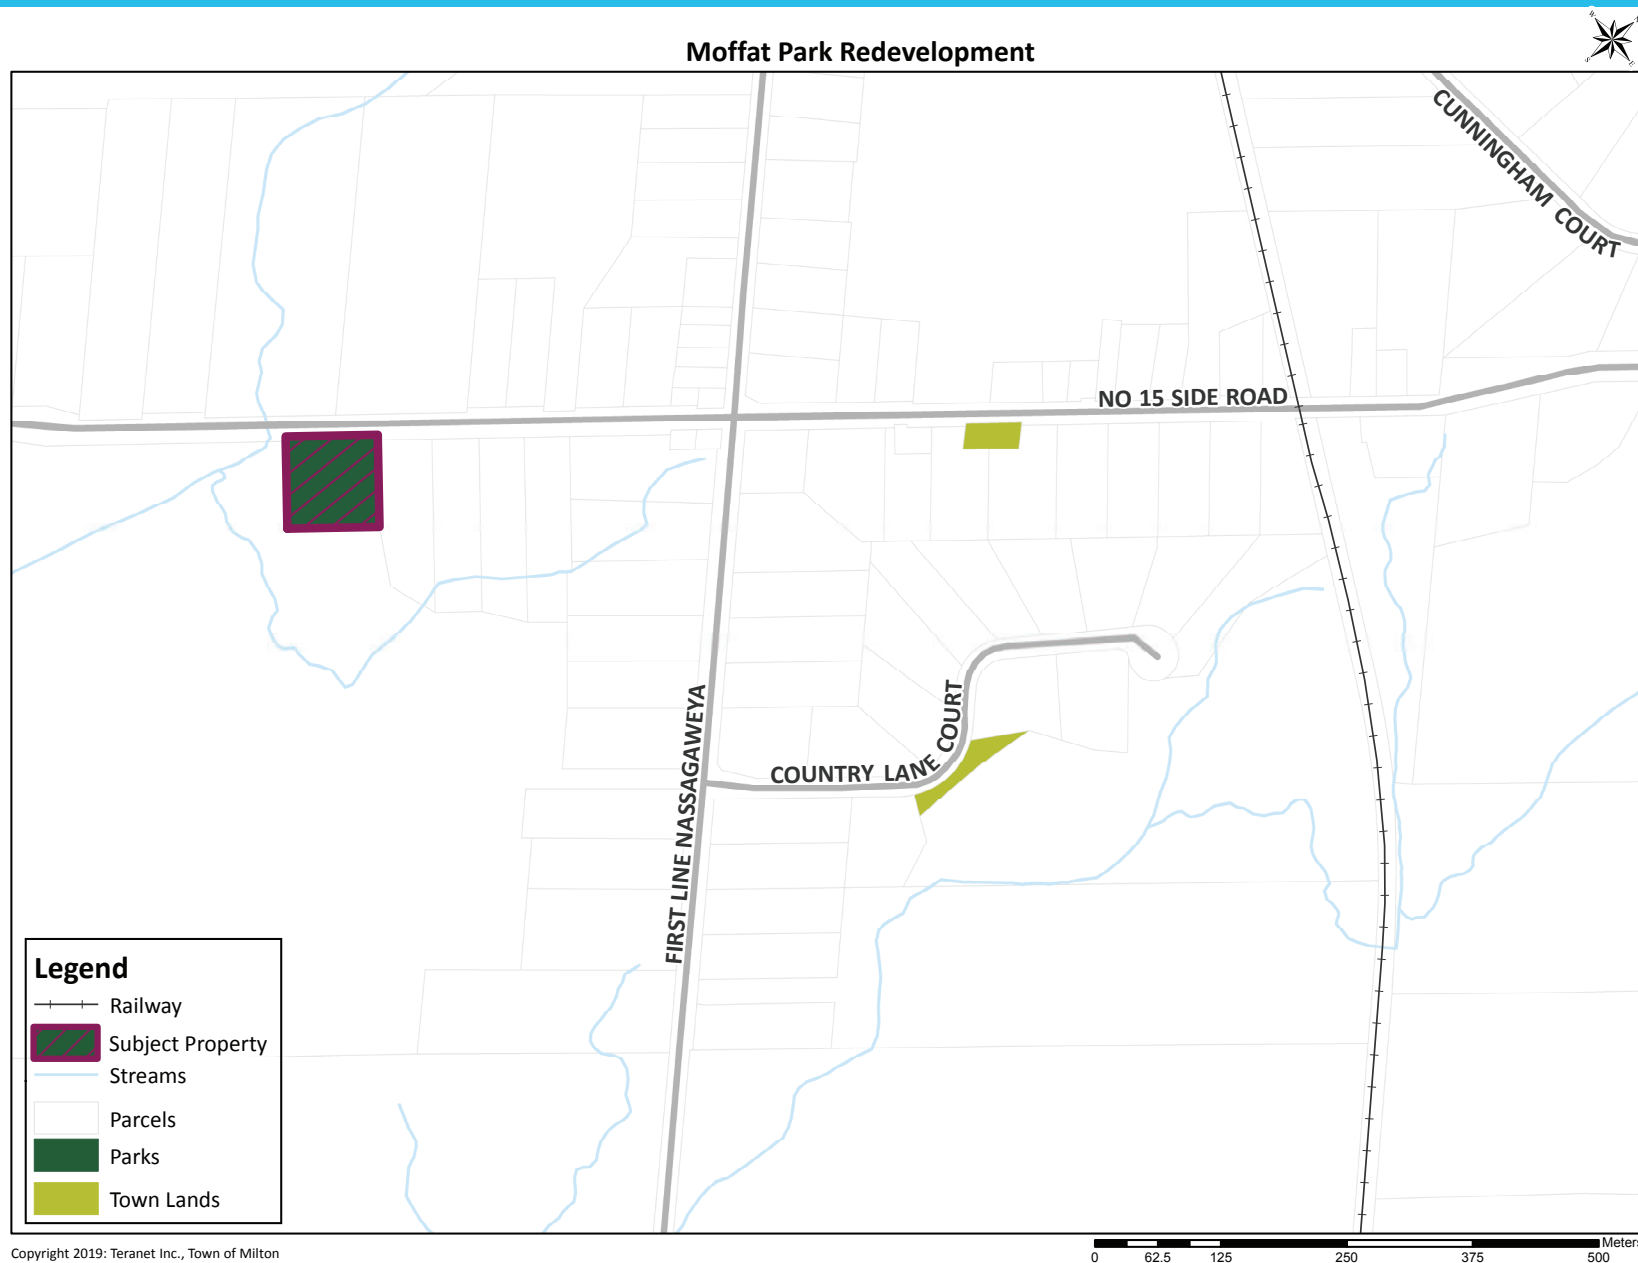 Moffat Park Redevelopment
W
S
E
CUNNINGHAM COURT
NO 15 SIDE ROAD
FIRST LINE NASSAGAWEYA
COUNTRY LANE COURT
Legend
Railway
Subject Property
Streams
Parcels
Parks
Town Lands
Copyright 2019: Teranet Inc., Town of Milton
Meters
0 62.5 125 250 375 500